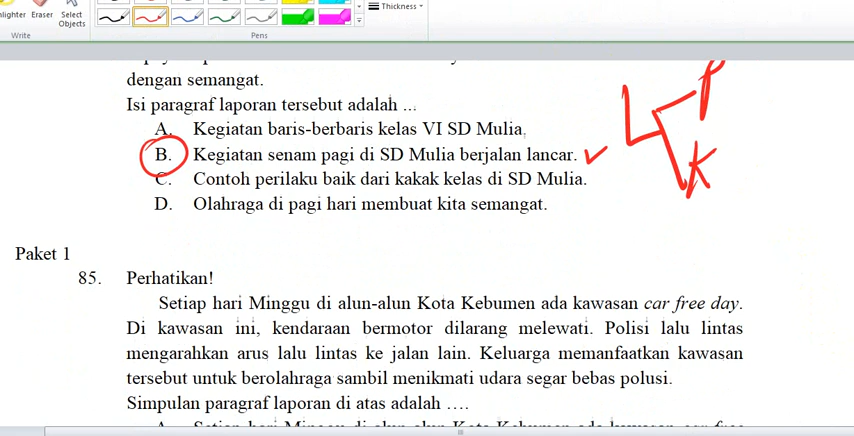 hlighter Eraser Select Objects
Thickness
Write
Pens
dengan semangat.
Isi paragraf laporan tersebut adalah ...
A. Kegiatan baris-berbaris kelas VI SD Mulia,
B. Kegiatan senam pagi di SD Mulia berjalan lancar.
C. Contoh perilaku baik dari kakak kelas di SD Mulia.
D. Olahraga di pagi hari membuat kita semangat.
P
K
Paket 1
85. Perhatikan!
Setiap hari Minggu di alun-alun Kota Kebumen ada kawasan car free day.
Di kawasan ini, kendaraan bermotor dilarang melewati. Polisi lalu lintas
mengarahkan arus lalu lintas ke jalan lain. Keluarga memanfaatkan kawasan
tersebut untuk berolahraga sambil menikmati udara segar bebas polusi.
Simpulan paragraf laporan di atas adalah ….